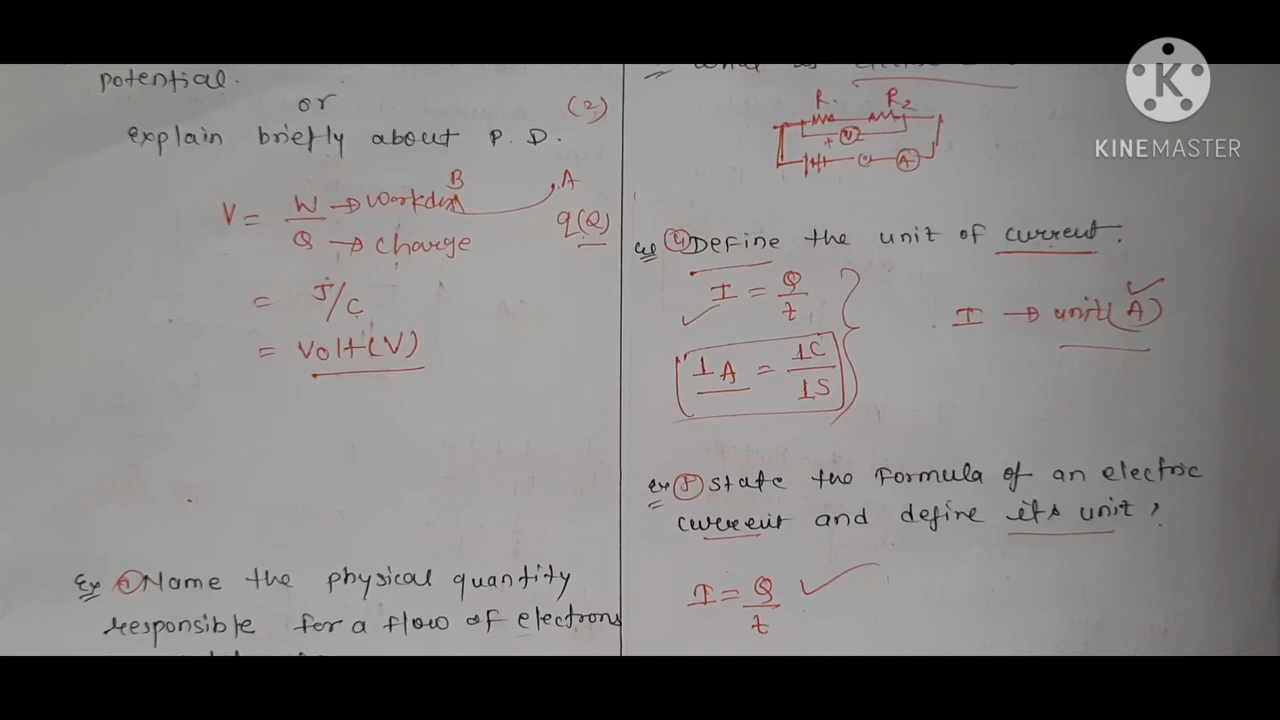 potential.
or
(2)
explain briefly about P. D.
B
A
V = W → workdone
Q → charge
q(Q)
= J/C
= Volt(V)
Ex Name the physical quantity
responsible for a flow of electrons
R. R2
+ V
A
Ex (4) Define the unit of current.
I = Q
t
I → unit(A)
1 A = 1C
1S
Ex (5) state the formula of an electric
current and define its unit?
I = Q
t
K
KINEMASTER